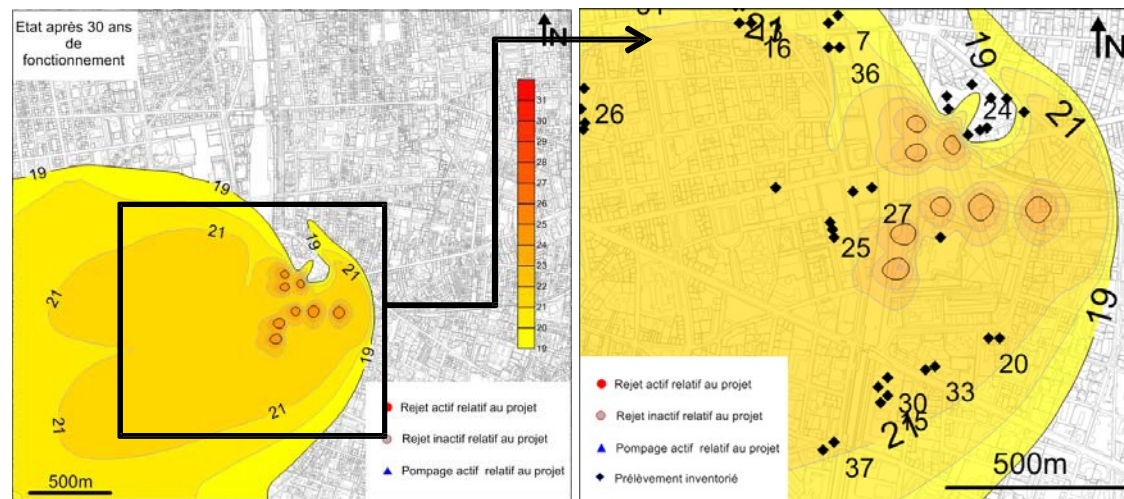 Etat après 30 ans
de
fonctionnement
N
31
30
29
28
27
26
25
24
23
22
21
20
19
19
19
19
21
21
21
21
21
19
Rejet actif relatif au projet
Rejet inactif relatif au projet
Pompage actif relatif au projet
500m
N
16
7
36
26
19
24
21
27
25
19
20
33
30
15
21
37
Rejet actif relatif au projet
Rejet inactif relatif au projet
Pompage actif relatif au projet
Prélèvement inventorié
500m